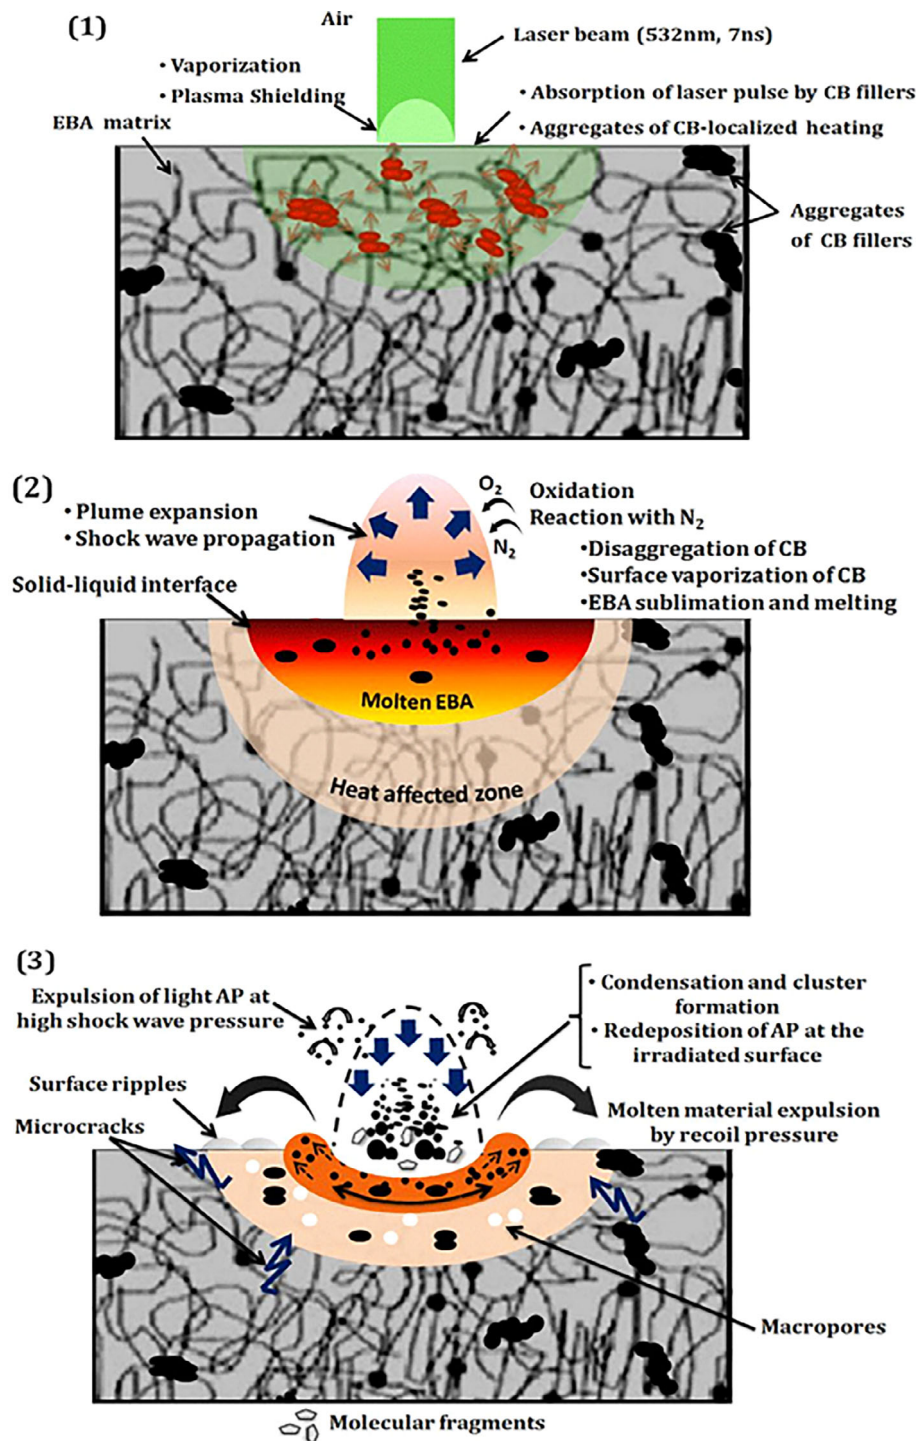 (1)
Air
Laser beam (532nm, 7ns)
· Vaporization
· Plasma Shielding
· Absorption of laser pulse by CB fillers
· Aggregates of CB-localized heating
EBA matrix
Aggregates
of CB fillers
(2)
· Plume expansion
· Shock wave propagation
O₂
N₂
Oxidation
Reaction with N₂
· Disaggregation of CB
· Surface vaporization of CB
· EBA sublimation and melting
Solid-liquid interface
Molten EBA
Heat affected zone
(3)
Expulsion of light AP at
high shock wave pressure
· Condensation and cluster
formation
· Redeposition of AP at the
irradiated surface
Surface ripples
Microcracks
Molten material expulsion
by recoil pressure
Macropores
Molecular fragments